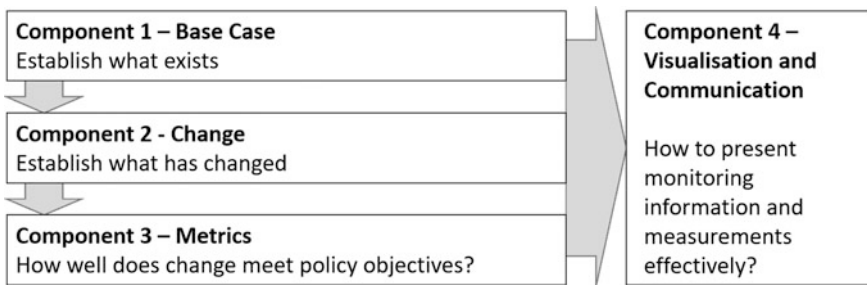 Component 1 – Base Case
Establish what exists
Component 2 - Change
Establish what has changed
Component 3 – Metrics
How well does change meet policy objectives?
Component 4 –
Visualisation and
Communication
How to present
monitoring
information and
measurements
effectively?